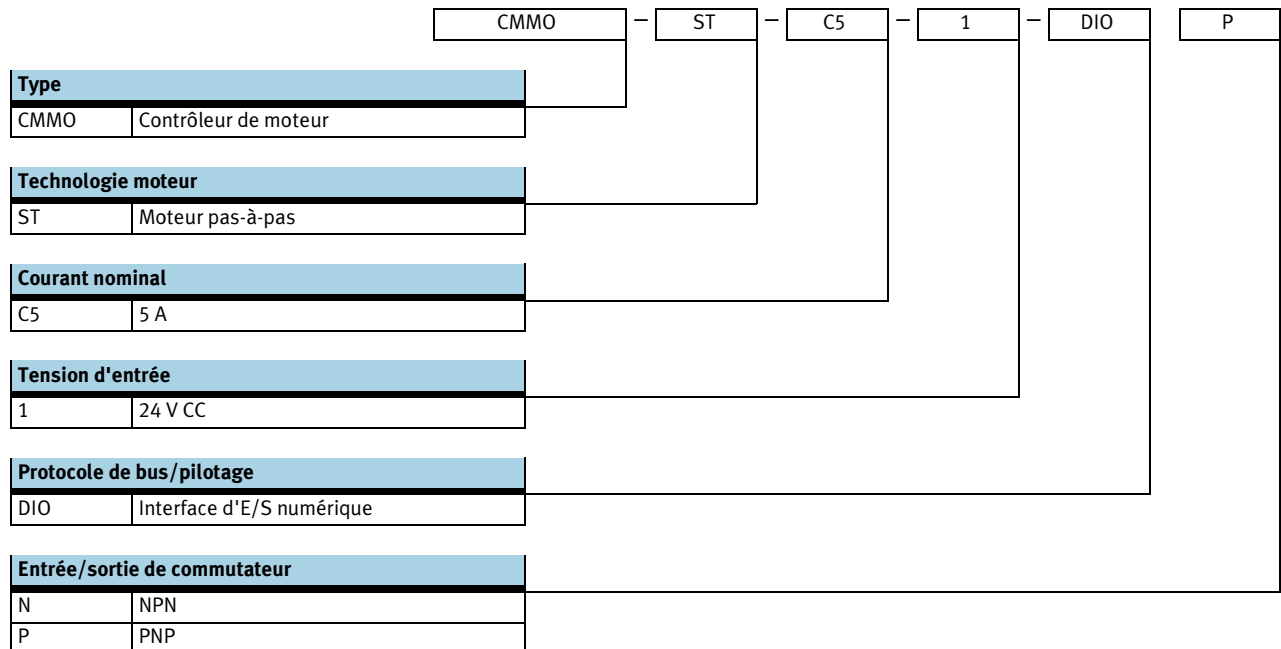 CMMO – ST – C5 – 1 – DIO P
Type
CMMO Contrôleur de moteur
Technologie moteur
ST Moteur pas-à-pas
Courant nominal
C5 5 A
Tension d'entrée
1 24 V CC
Protocole de bus/pilotage
DIO Interface d'E/S numérique
Entrée/sortie de commutateur
N NPN
P PNP